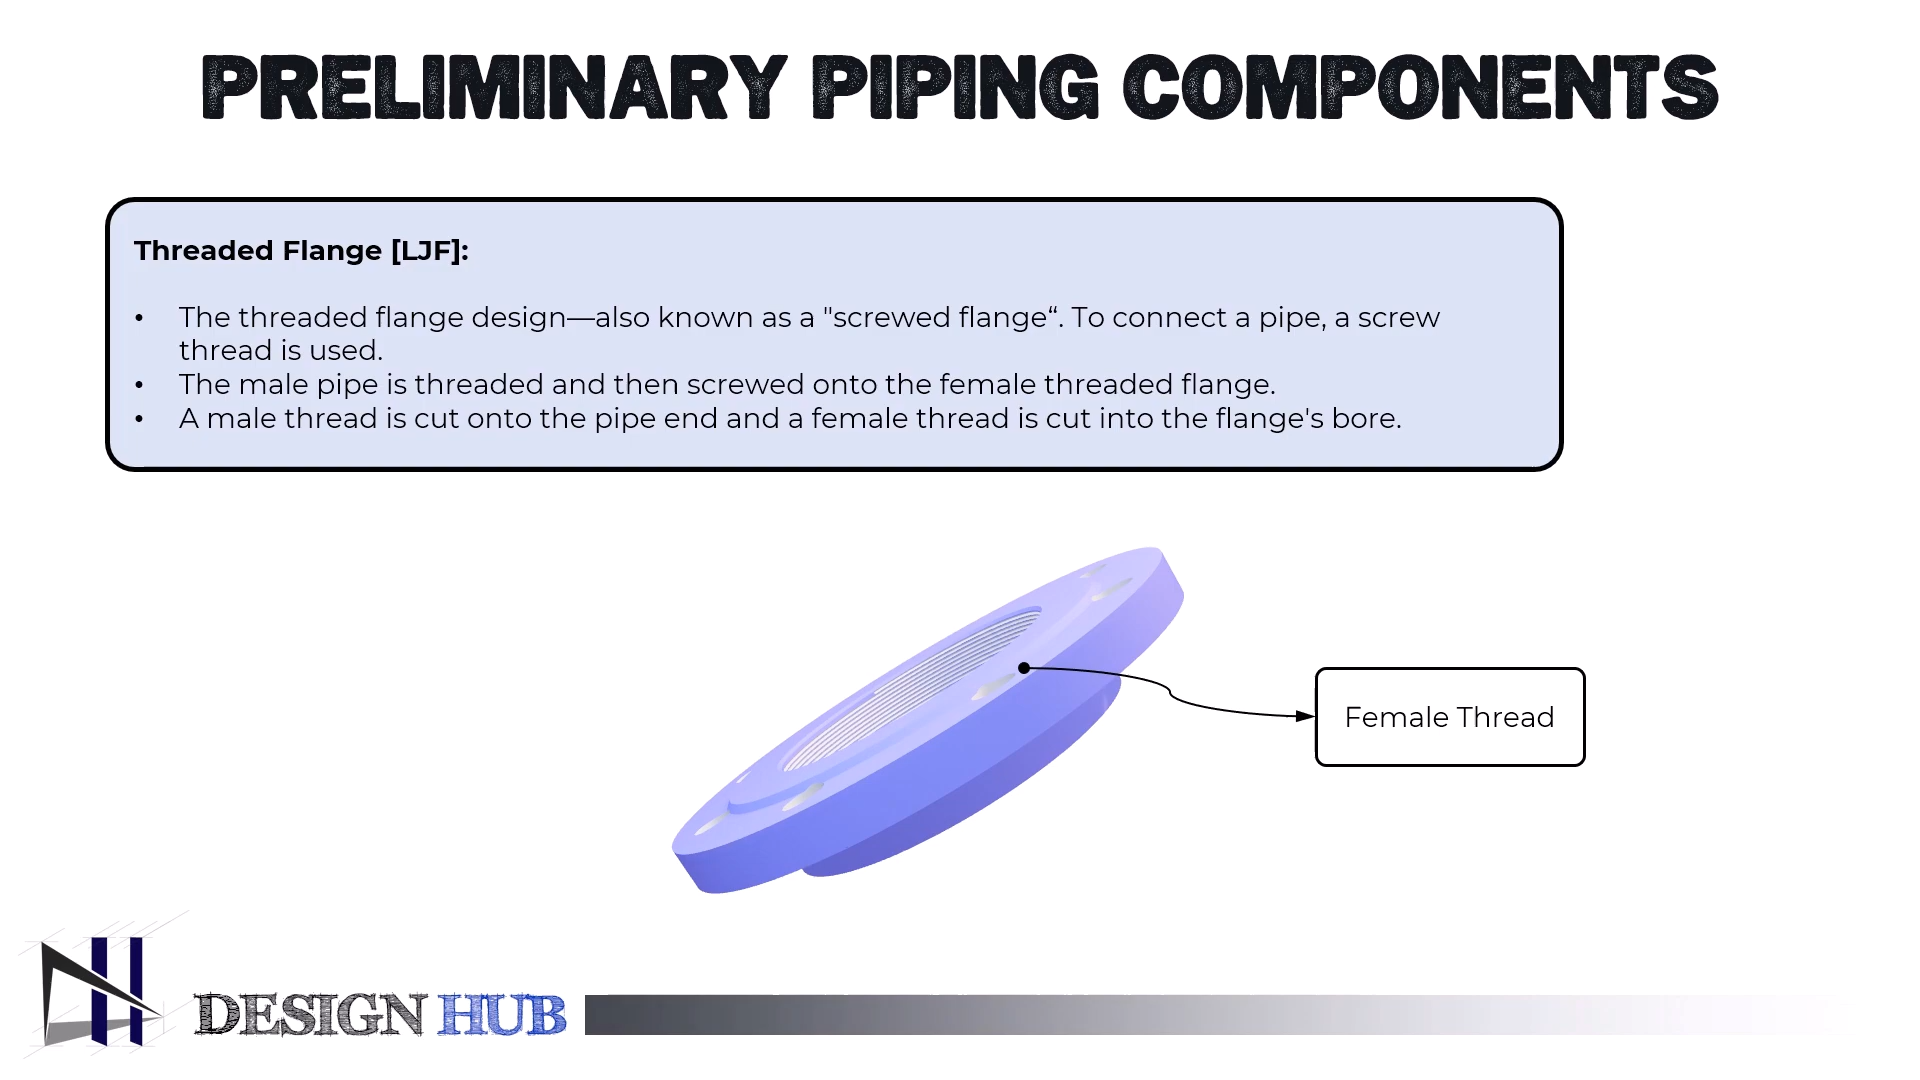 PRELIMINARY PIPING COMPONENTS
Threaded Flange [LJF]:
• The threaded flange design—also known as a "screwed flange“. To connect a pipe, a screw
thread is used.
• The male pipe is threaded and then screwed onto the female threaded flange.
• A male thread is cut onto the pipe end and a female thread is cut into the flange's bore.
Female Thread
DESIGN HUB